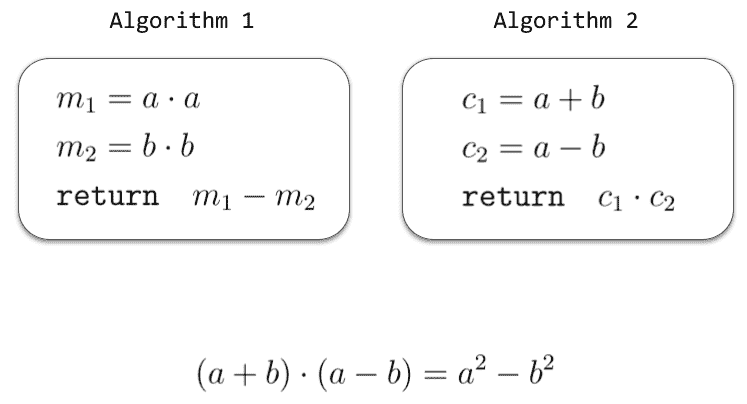 Algorithm 1
m₁ = a · a
m₂ = b · b
return m₁ − m₂
Algorithm 2
c₁ = a + b
c₂ = a − b
return c₁ · c₂
(a + b) · (a − b) = a² − b²